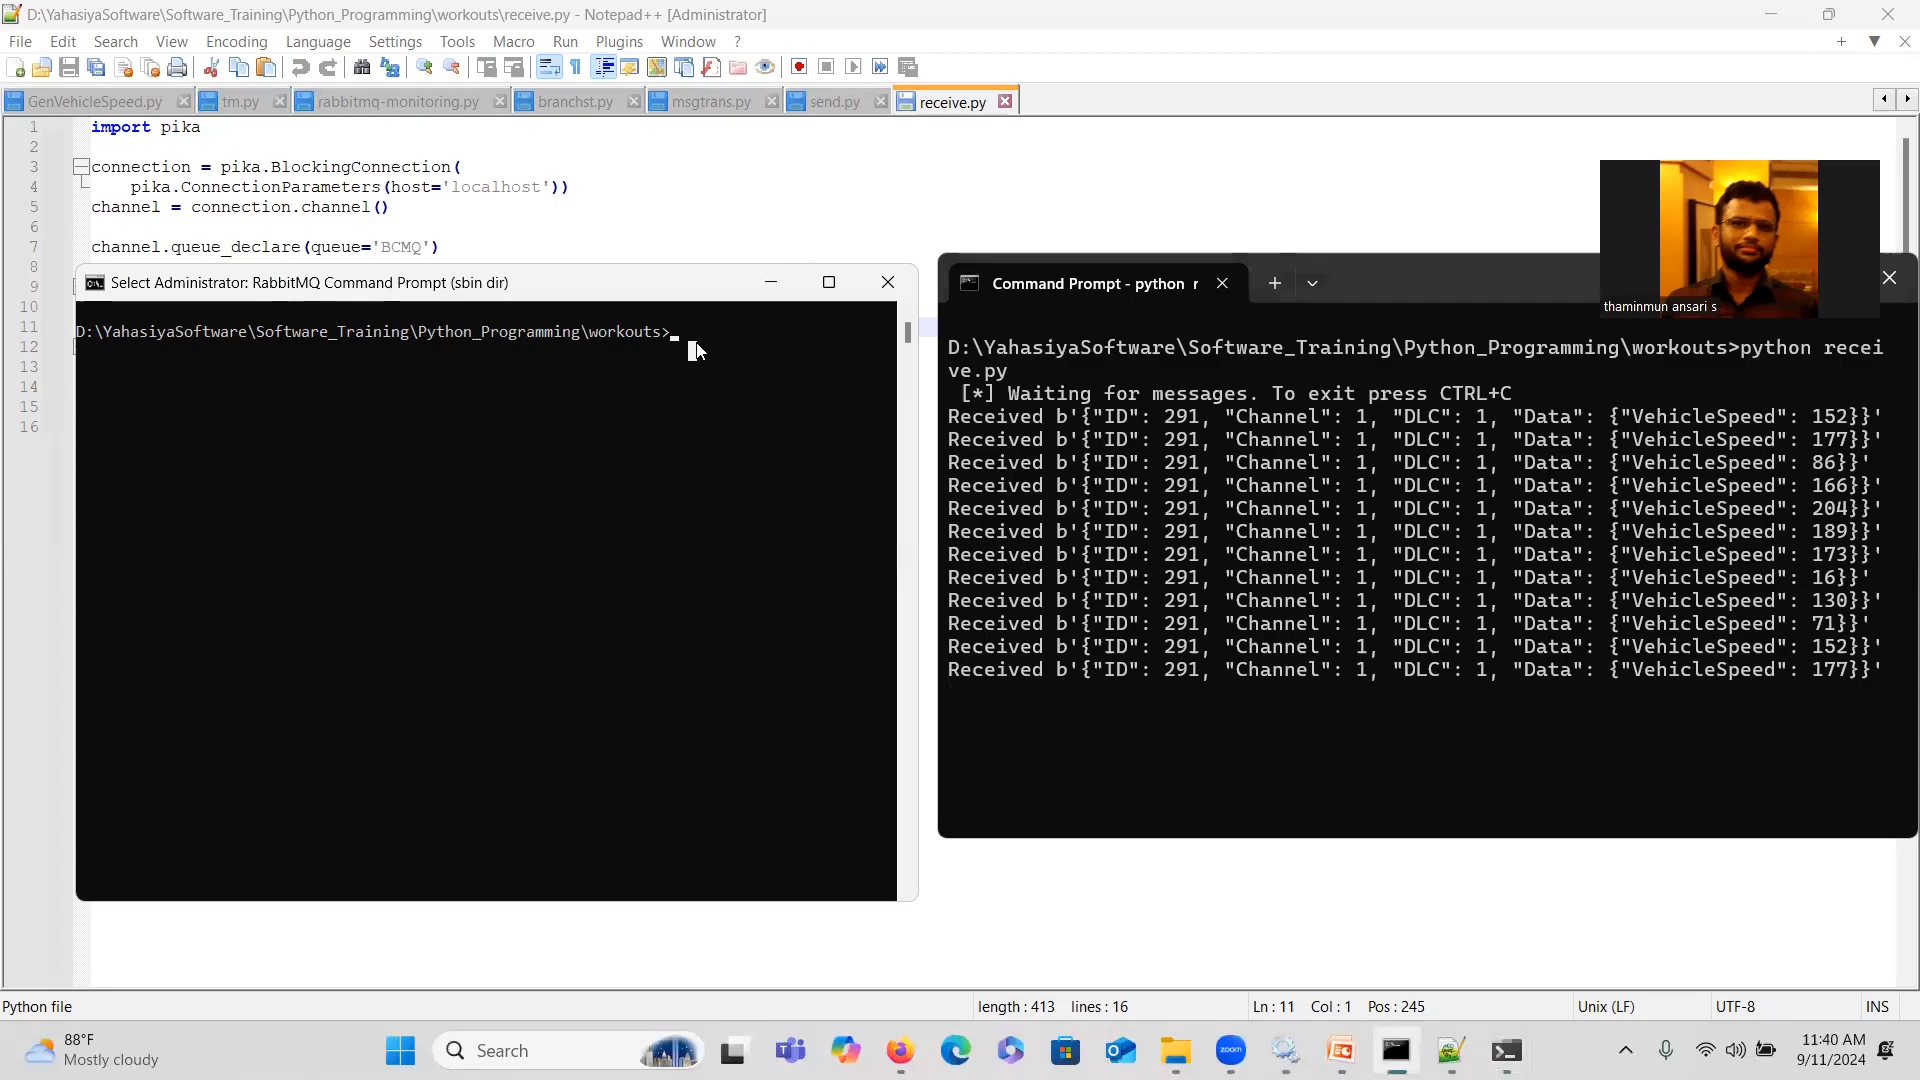 D:\YahasiyaSoftware\Software_Training\Python_Programming\workouts\receive.py - Notepad++ [Administrator]
File Edit Search View Encoding Language Settings Tools Macro Run Plugins Window ?
GenVehicleSpeed.py tm.py rabbitmq-monitoring.py branchst.py msgtrans.py send.py receive.py
1 import pika
2
3 connection = pika.BlockingConnection(
4 pika.ConnectionParameters(host='localhost'))
5 channel = connection.channel()
6
7 channel.queue_declare(queue='BCMQ')
8
9
10
11
12
13
14
15
16
Select Administrator: RabbitMQ Command Prompt (sbin dir)
D:\YahasiyaSoftware\Software_Training\Python_Programming\workouts>
Command Prompt - python r
thaminmun ansari s
D:\YahasiyaSoftware\Software_Training\Python_Programming\workouts>python recei
ve.py
[*] Waiting for messages. To exit press CTRL+C
Received b'{"ID": 291, "Channel": 1, "DLC": 1, "Data": {"VehicleSpeed": 152}}'
Received b'{"ID": 291, "Channel": 1, "DLC": 1, "Data": {"VehicleSpeed": 177}}'
Received b'{"ID": 291, "Channel": 1, "DLC": 1, "Data": {"VehicleSpeed": 86}}'
Received b'{"ID": 291, "Channel": 1, "DLC": 1, "Data": {"VehicleSpeed": 166}}'
Received b'{"ID": 291, "Channel": 1, "DLC": 1, "Data": {"VehicleSpeed": 204}}'
Received b'{"ID": 291, "Channel": 1, "DLC": 1, "Data": {"VehicleSpeed": 189}}'
Received b'{"ID": 291, "Channel": 1, "DLC": 1, "Data": {"VehicleSpeed": 173}}'
Received b'{"ID": 291, "Channel": 1, "DLC": 1, "Data": {"VehicleSpeed": 16}}'
Received b'{"ID": 291, "Channel": 1, "DLC": 1, "Data": {"VehicleSpeed": 130}}'
Received b'{"ID": 291, "Channel": 1, "DLC": 1, "Data": {"VehicleSpeed": 71}}'
Received b'{"ID": 291, "Channel": 1, "DLC": 1, "Data": {"VehicleSpeed": 152}}'
Received b'{"ID": 291, "Channel": 1, "DLC": 1, "Data": {"VehicleSpeed": 177}}'
Python file length : 413 lines : 16 Ln : 11 Col : 1 Pos : 245 Unix (LF) UTF-8 INS
88°F
Mostly cloudy
Search
zoom
11:40 AM
9/11/2024